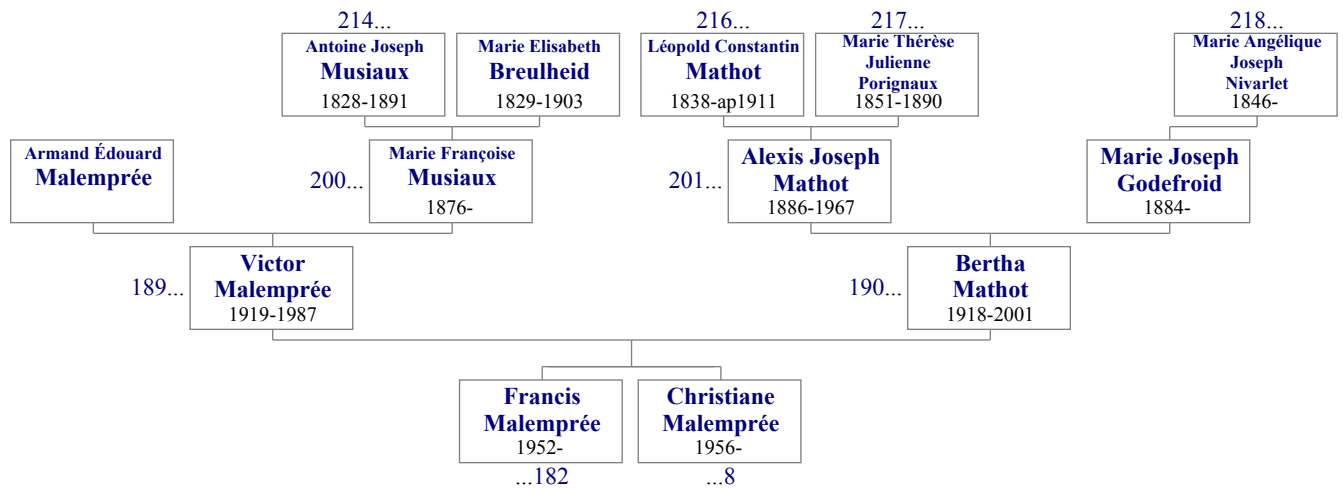 214...
Antoine Joseph
Musiaux
1828-1891
Marie Elisabeth
Breulheid
1829-1903
216...
Léopold Constantin
Mathot
1838-ap1911
217...
Marie Thérèse
Julienne
Porignaux
1851-1890
218...
Marie Angélique
Joseph
Nivarlet
1846-
Armand Édouard
Malemprée
200...
Marie Françoise
Musiaux
1876-
201...
Alexis Joseph
Mathot
1886-1967
Marie Joseph
Godefroid
1884-
189...
Victor
Malemprée
1919-1987
190...
Bertha
Mathot
1918-2001
Francis
Malemprée
1952-
...182
Christiane
Malemprée
1956-
...8